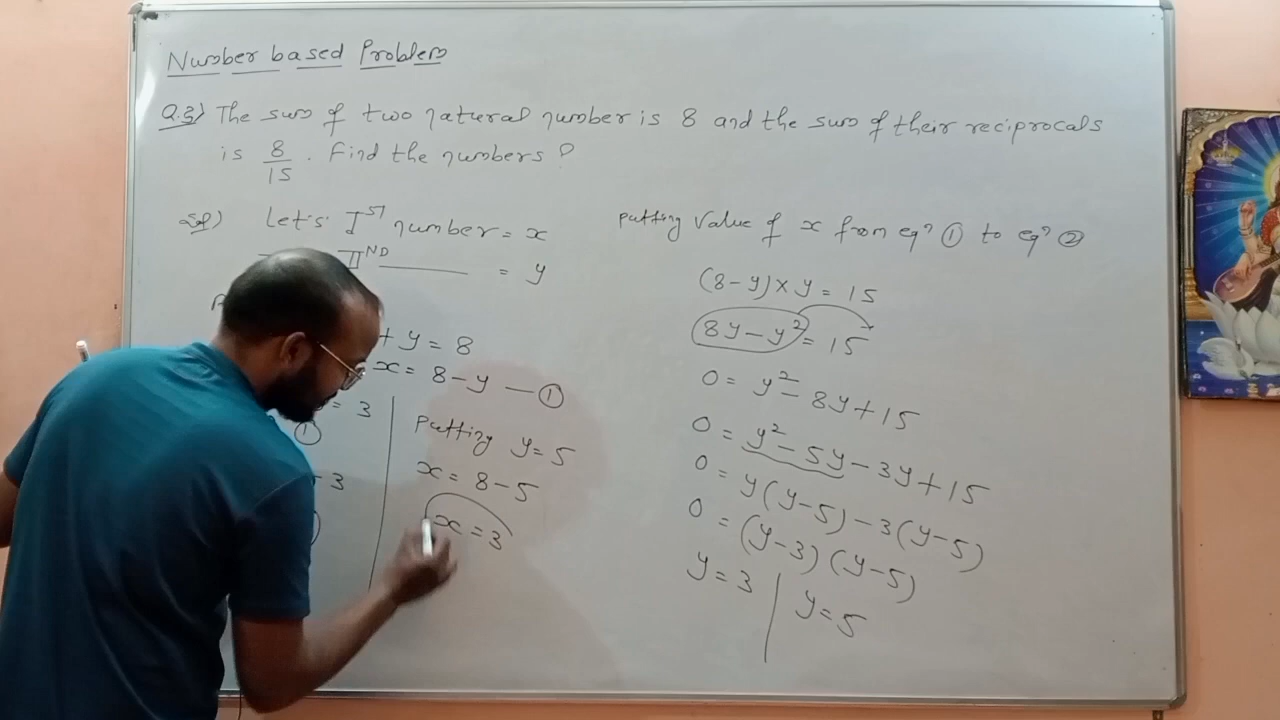 Number based Problem
Q.3) The sum of two natural number is 8 and the sum of their reciprocals
is 8/15. Find the numbers?
Sol) Let's Iˢᵀ number = x
IIᴺᴰ ——— = y
+ y = 8
x = 8 - y — ①
= 3
①
- 3
Putting y = 5
x = 8 - 5
x = 3
Putting value of x from eqⁿ ① to eqⁿ ②
(8 - y) × y = 15
8y - y² = 15
0 = y² - 8y + 15
0 = y² - 5y - 3y + 15
0 = y(y - 5) - 3(y - 5)
0 = (y - 3)(y - 5)
y = 3 | y = 5